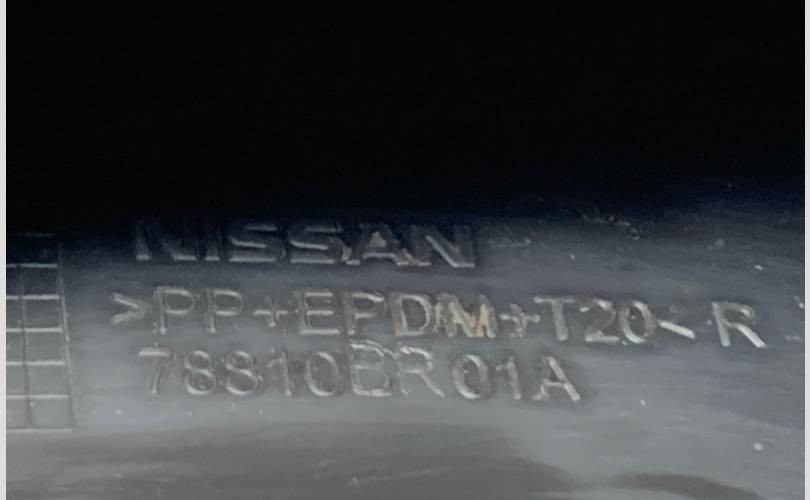 NISSAN
>PP+EPDM+T20< R
78810BR01A